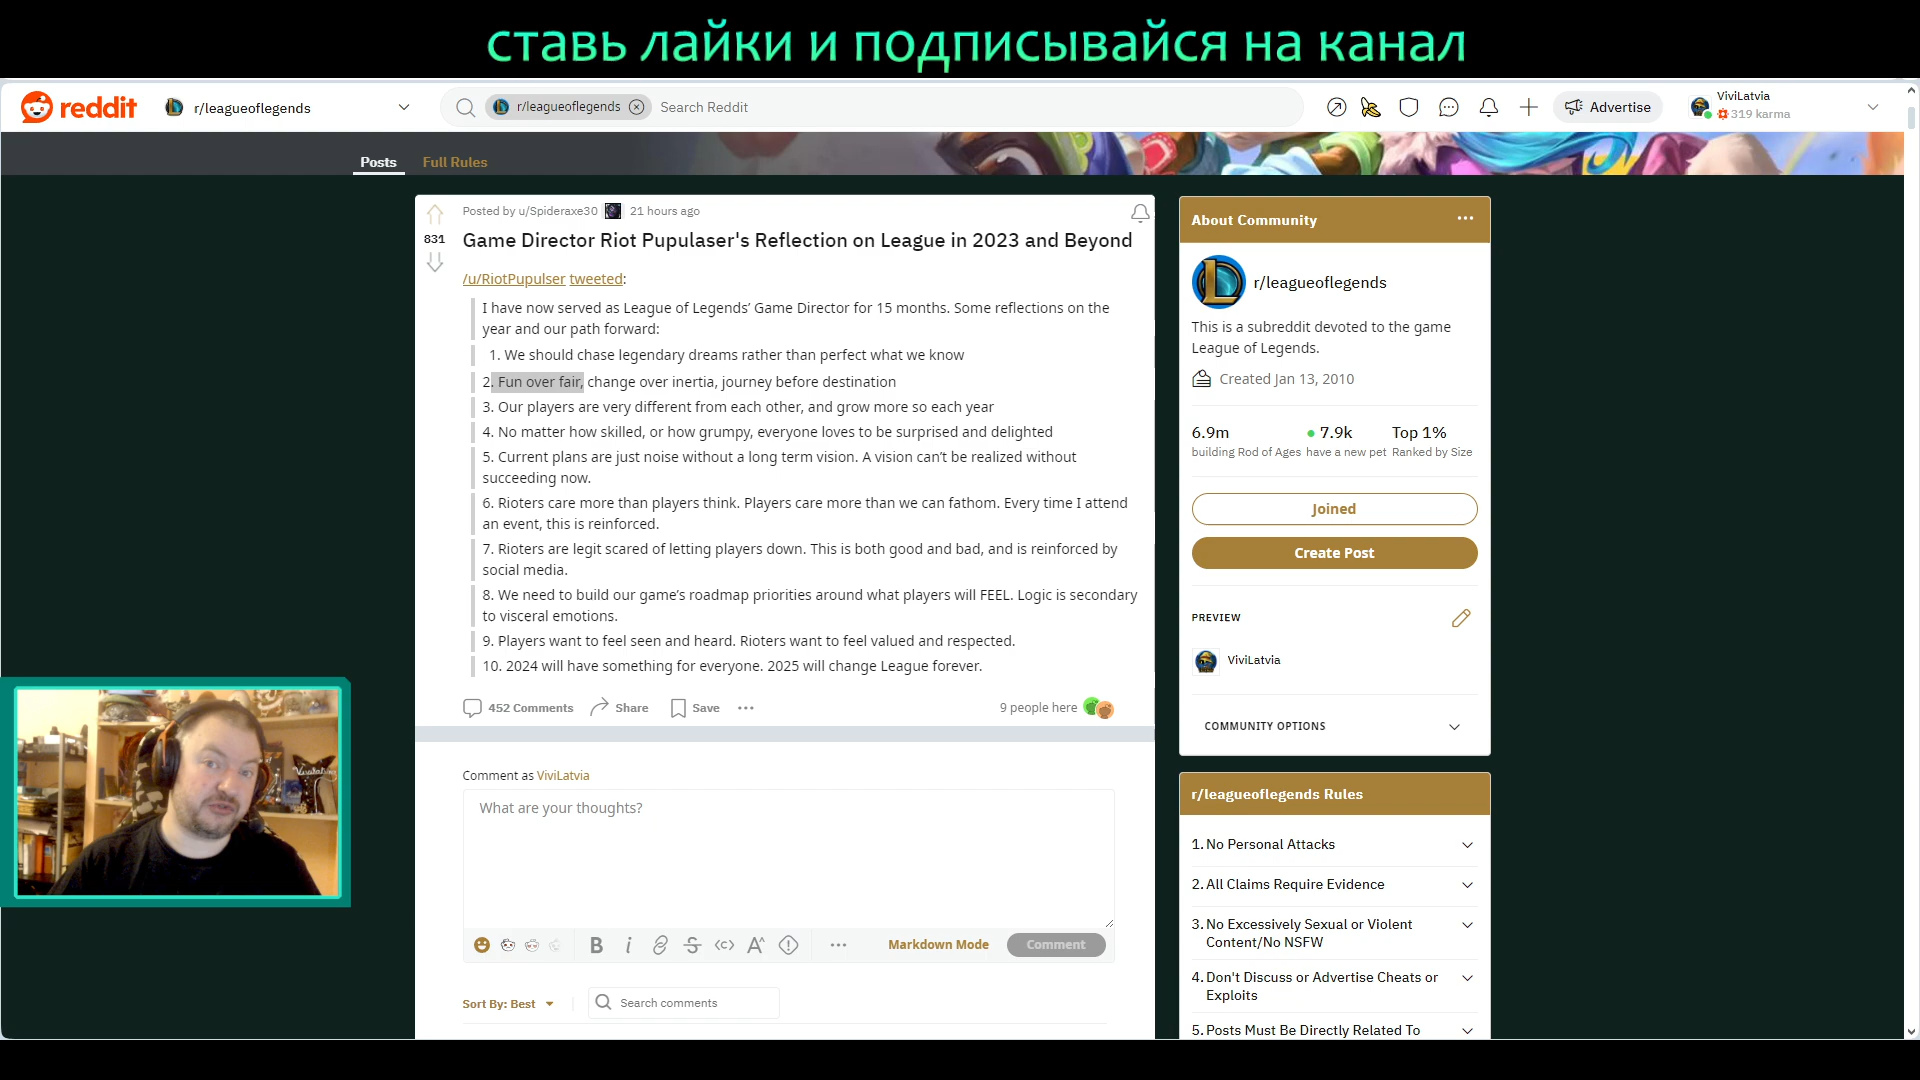 ставь лайки и подписывайся на канал
reddit
r/leagueoflegends
r/leagueoflegends
Search Reddit
Advertise
ViviLatvia
319 karma
Posts
Full Rules
831
Posted by u/Spideraxe30 21 hours ago
Game Director Riot Pupulaser's Reflection on League in 2023 and Beyond
/u/RiotPupulser tweeted:
I have now served as League of Legends’ Game Director for 15 months. Some reflections on the
year and our path forward:
1. We should chase legendary dreams rather than perfect what we know
2. Fun over fair, change over inertia, journey before destination
3. Our players are very different from each other, and grow more so each year
4. No matter how skilled, or how grumpy, everyone loves to be surprised and delighted
5. Current plans are just noise without a long term vision. A vision can’t be realized without
succeeding now.
6. Rioters care more than players think. Players care more than we can fathom. Every time I attend
an event, this is reinforced.
7. Rioters are legit scared of letting players down. This is both good and bad, and is reinforced by
social media.
8. We need to build our game’s roadmap priorities around what players will FEEL. Logic is secondary
to visceral emotions.
9. Players want to feel seen and heard. Rioters want to feel valued and respected.
10. 2024 will have something for everyone. 2025 will change League forever.
452 Comments
Share
Save
9 people here
Comment as ViviLatvia
What are your thoughts?
Markdown Mode
Comment
Sort By: Best
Search comments
About Community
r/leagueoflegends
This is a subreddit devoted to the game
League of Legends.
Created Jan 13, 2010
6.9m
7.9k
Top 1%
building Rod of Ages
have a new pet
Ranked by Size
Joined
Create Post
PREVIEW
ViviLatvia
COMMUNITY OPTIONS
r/leagueoflegends Rules
1. No Personal Attacks
2. All Claims Require Evidence
3. No Excessively Sexual or Violent
Content/No NSFW
4. Don't Discuss or Advertise Cheats or
Exploits
5. Posts Must Be Directly Related To